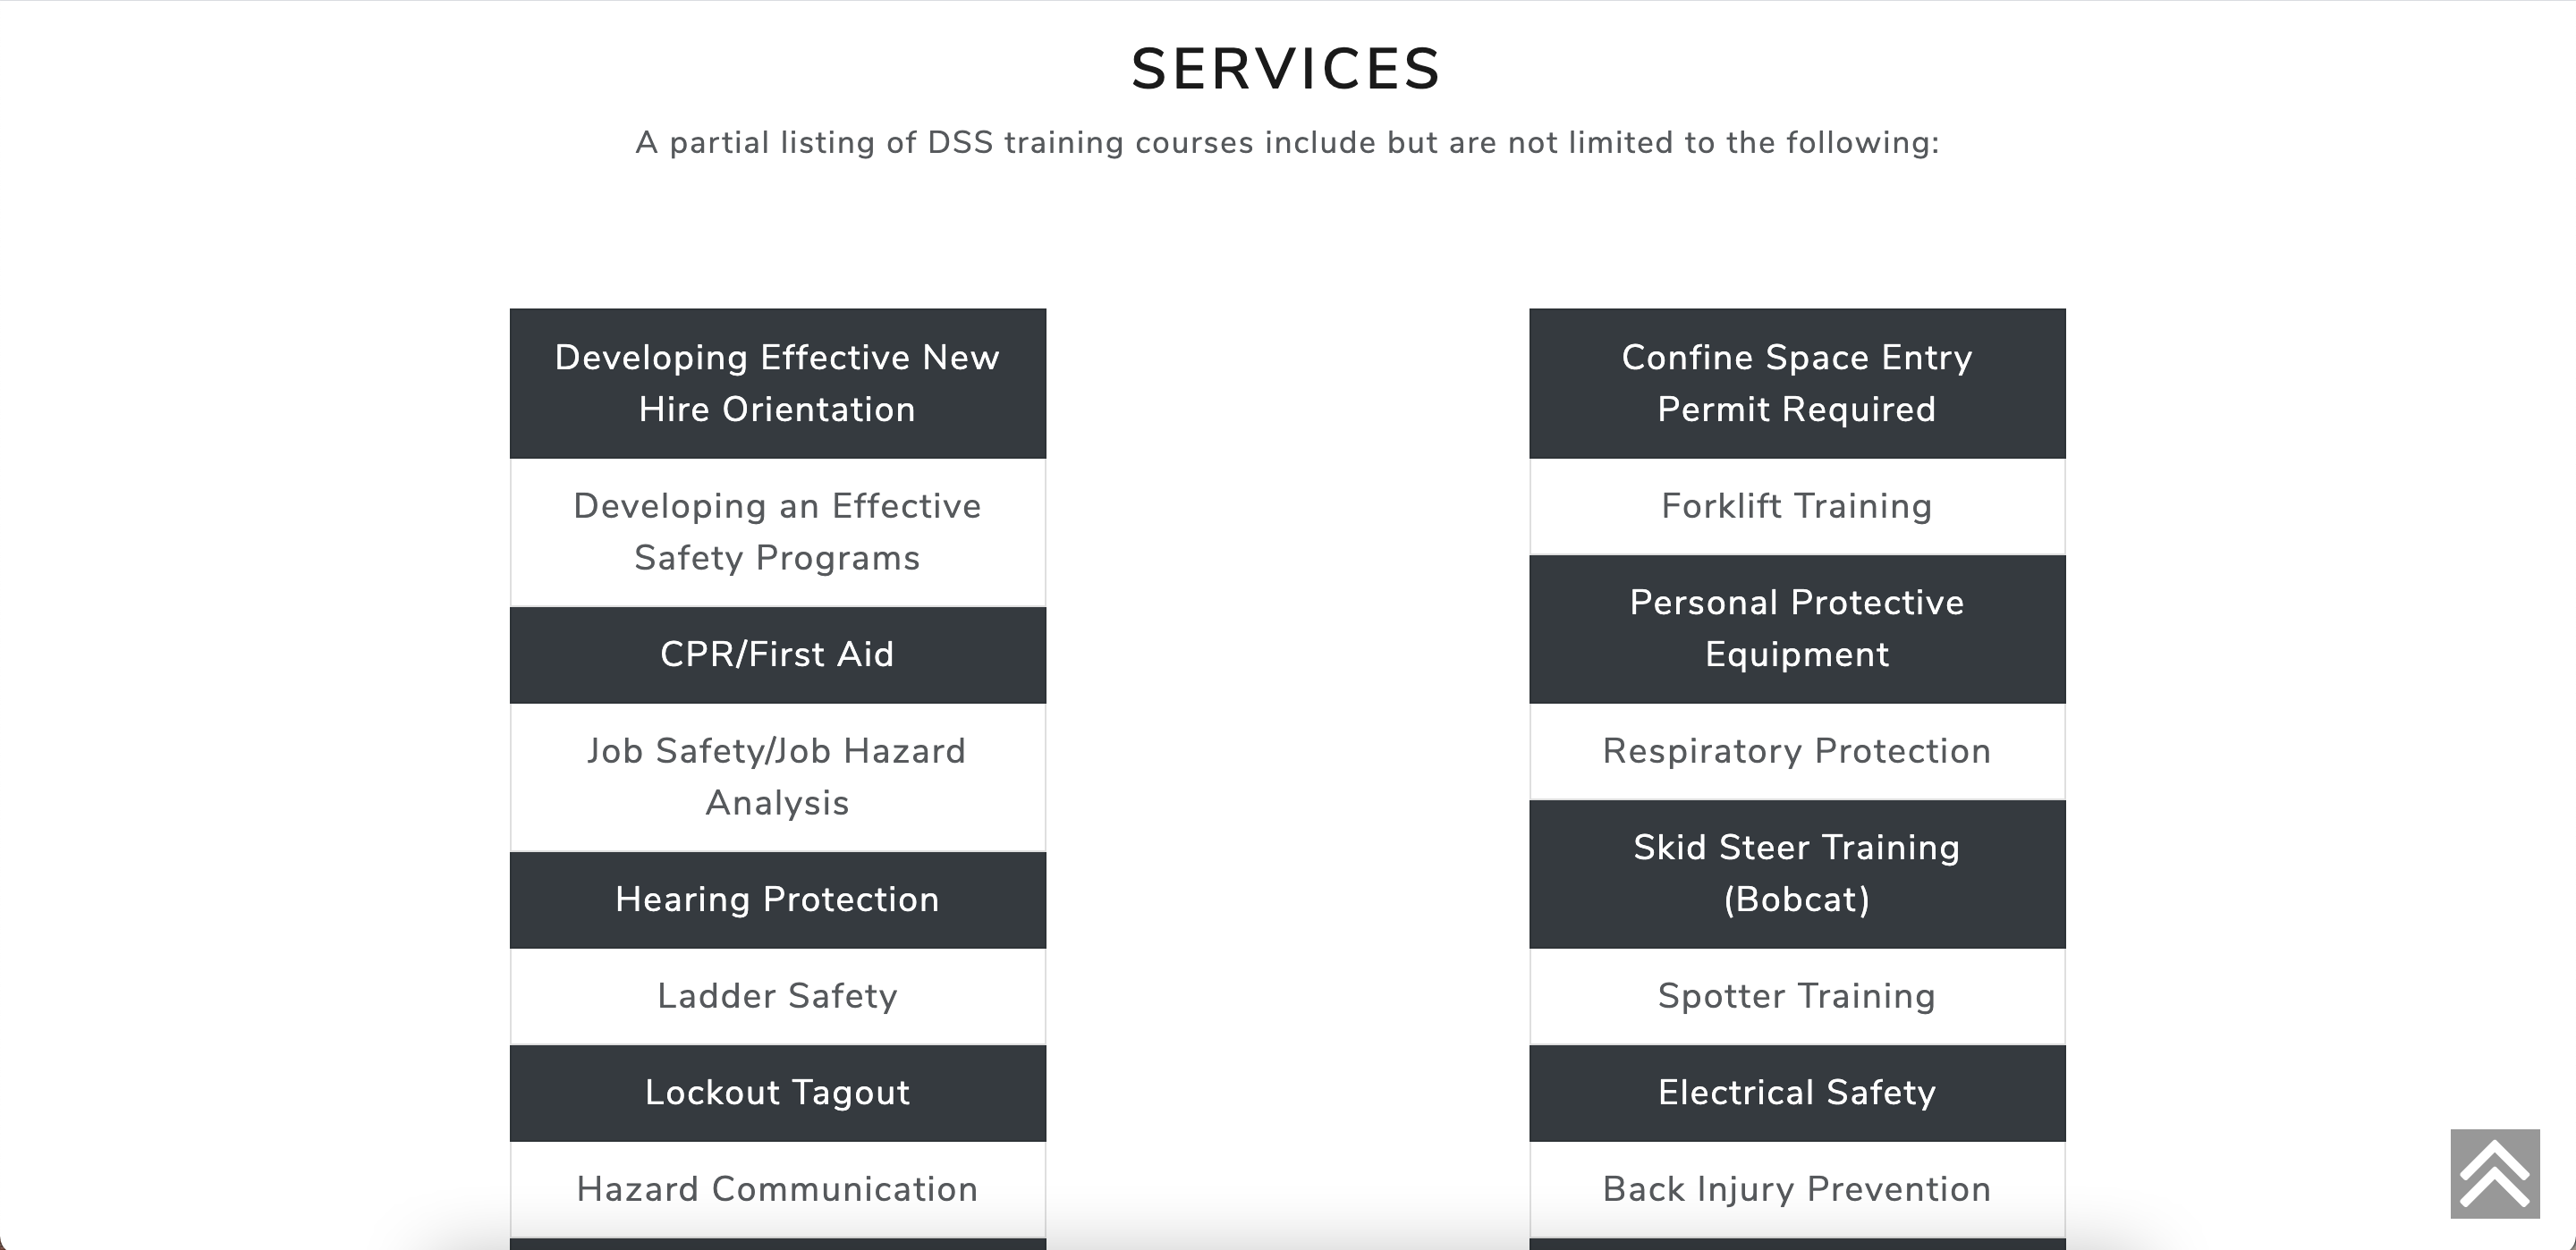 SERVICES
A partial listing of DSS training courses include but are not limited to the following:
Developing Effective New
Hire Orientation
Developing an Effective
Safety Programs
CPR/First Aid
Job Safety/Job Hazard
Analysis
Hearing Protection
Ladder Safety
Lockout Tagout
Hazard Communication
Confine Space Entry
Permit Required
Forklift Training
Personal Protective
Equipment
Respiratory Protection
Skid Steer Training
(Bobcat)
Spotter Training
Electrical Safety
Back Injury Prevention